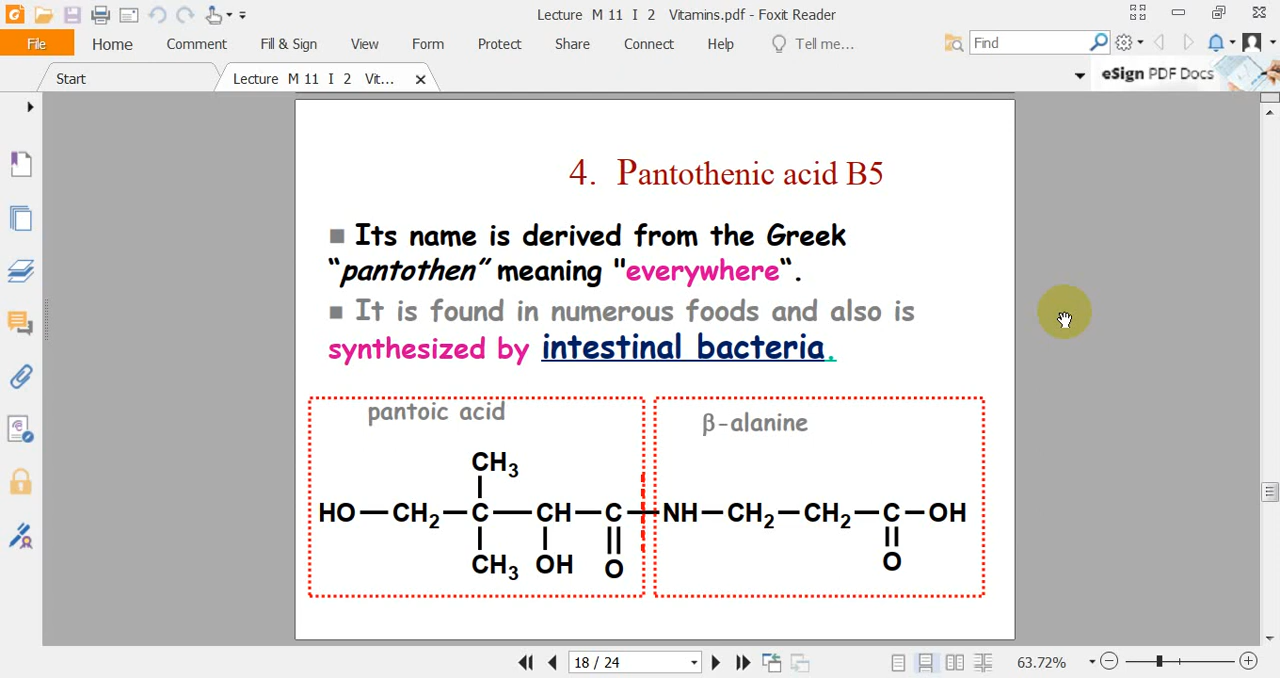 Lecture M 11 I 2 Vitamins.pdf - Foxit Reader
File Home Comment Fill & Sign View Form Protect Share Connect Help Tell me... Find
Start Lecture M 11 I 2 Vit... eSign PDF Docs
4. Pantothenic acid B5
■ Its name is derived from the Greek
“pantothen” meaning "everywhere“.
■ It is found in numerous foods and also is
synthesized by intestinal bacteria.
pantoic acid
β-alanine
CH3
HO—CH2—C—CH—C—NH—CH2—CH2—C—OH
CH3 OH O O
18 / 24 63.72%